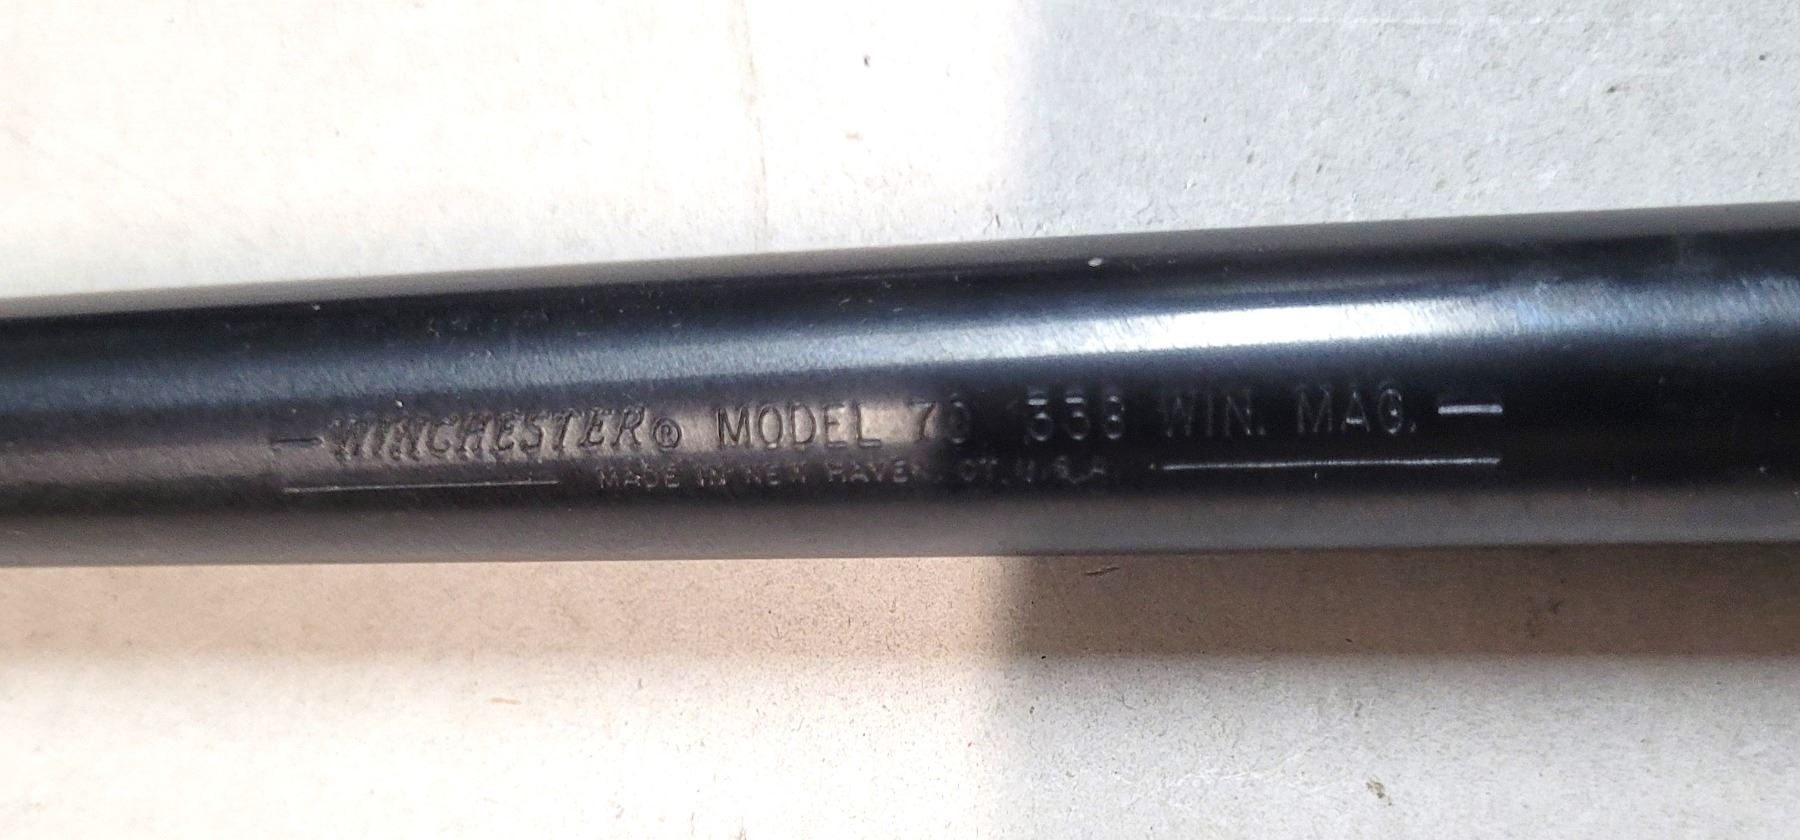 —WINCHESTER® MODEL 70 338 WIN. MAG.—
MADE IN NEW HAVEN, CT. U.S.A.